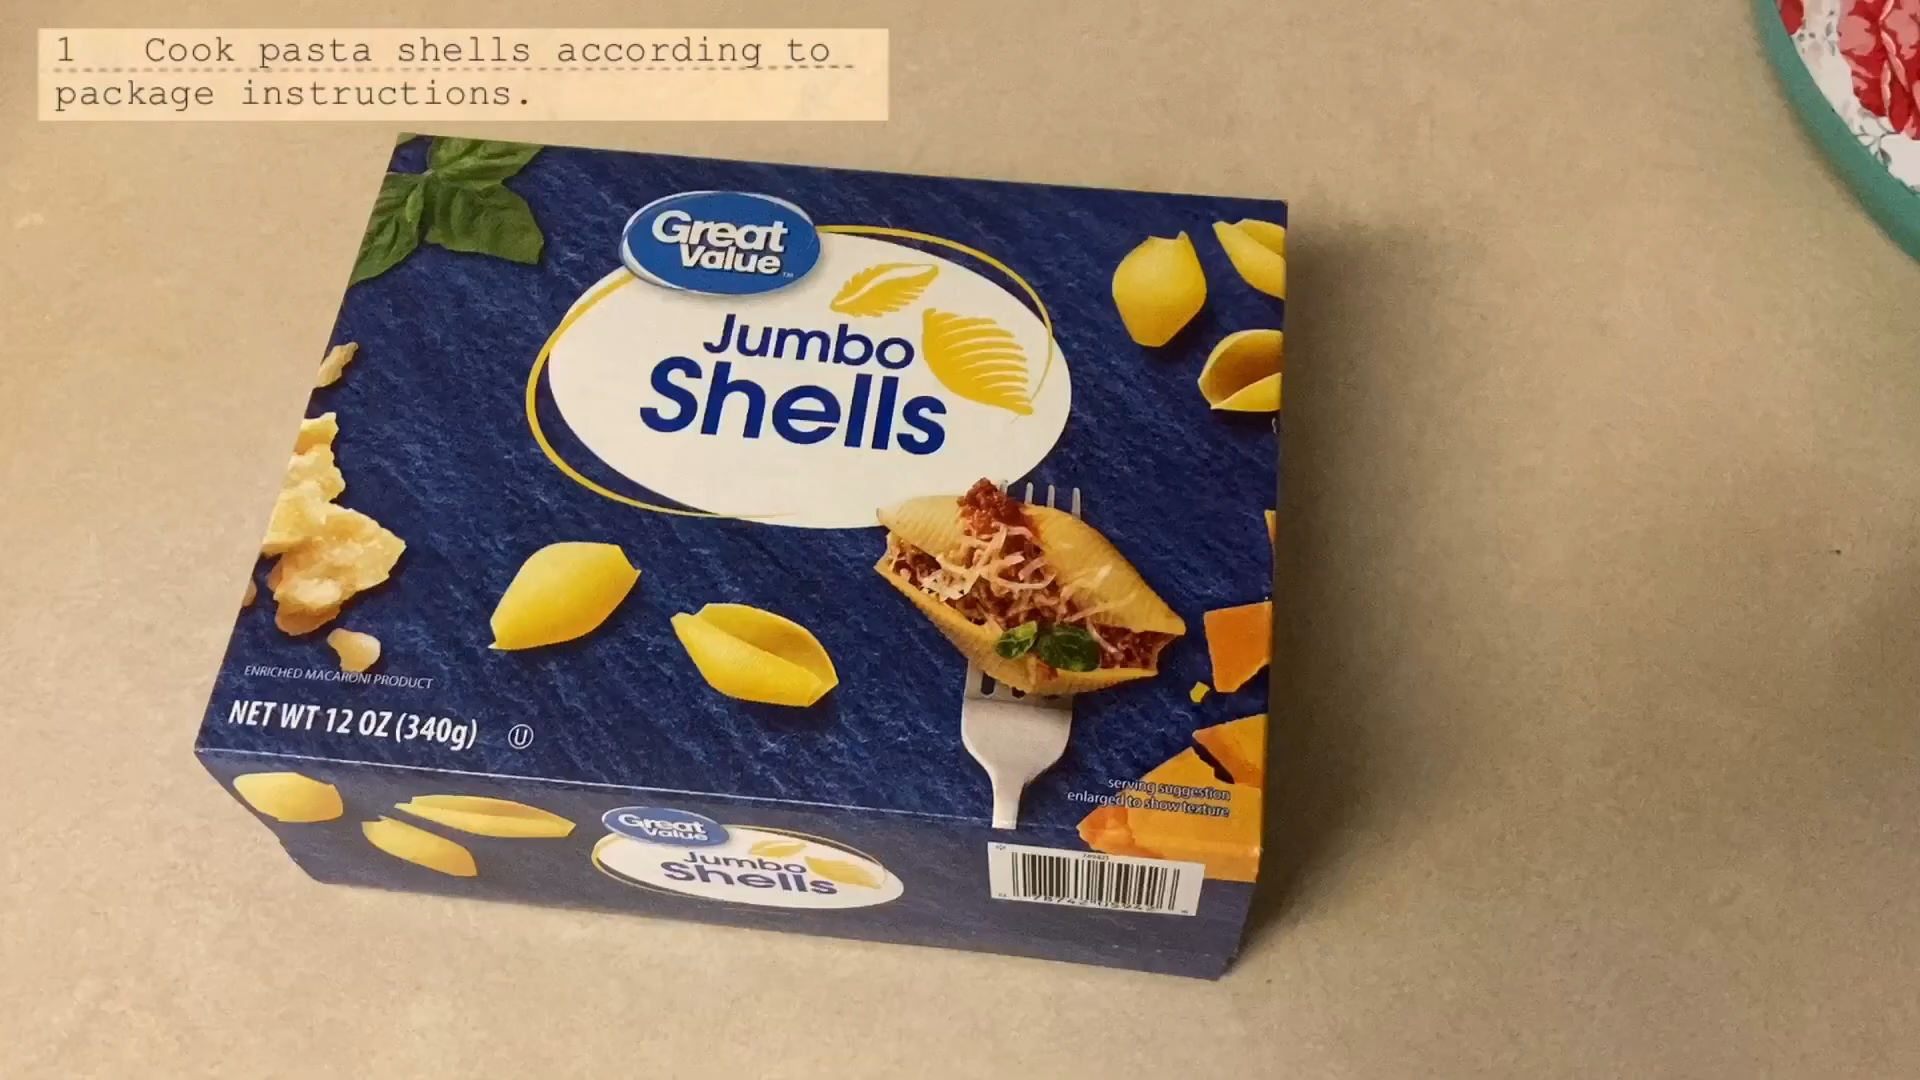 1 Cook pasta shells according to
package instructions.
Great
Value™
Jumbo
Shells
ENRICHED MACARONI PRODUCT
NET WT 12 OZ (340g) U
serving suggestion
enlarged to show texture
Great
Value
Jumbo
Shells